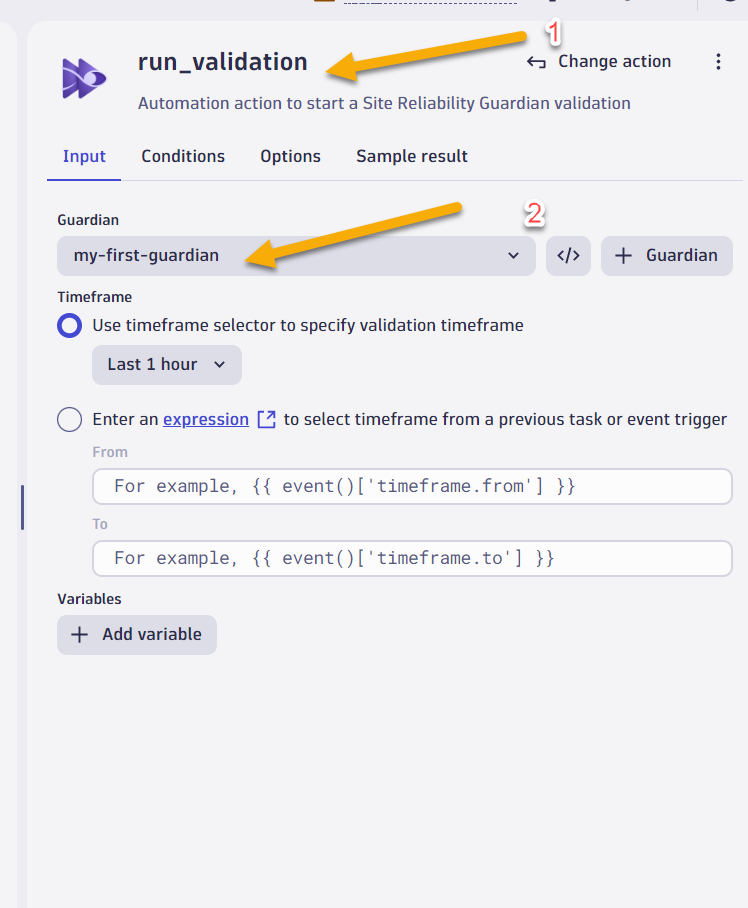 1
run_validation
Change action
Automation action to start a Site Reliability Guardian validation
Input Conditions Options Sample result
Guardian
2
my-first-guardian
</>
+ Guardian
Timeframe
Use timeframe selector to specify validation timeframe
Last 1 hour
Enter an expression to select timeframe from a previous task or event trigger
From
For example, {{ event()['timeframe.from'] }}
To
For example, {{ event()['timeframe.to'] }}
Variables
+ Add variable